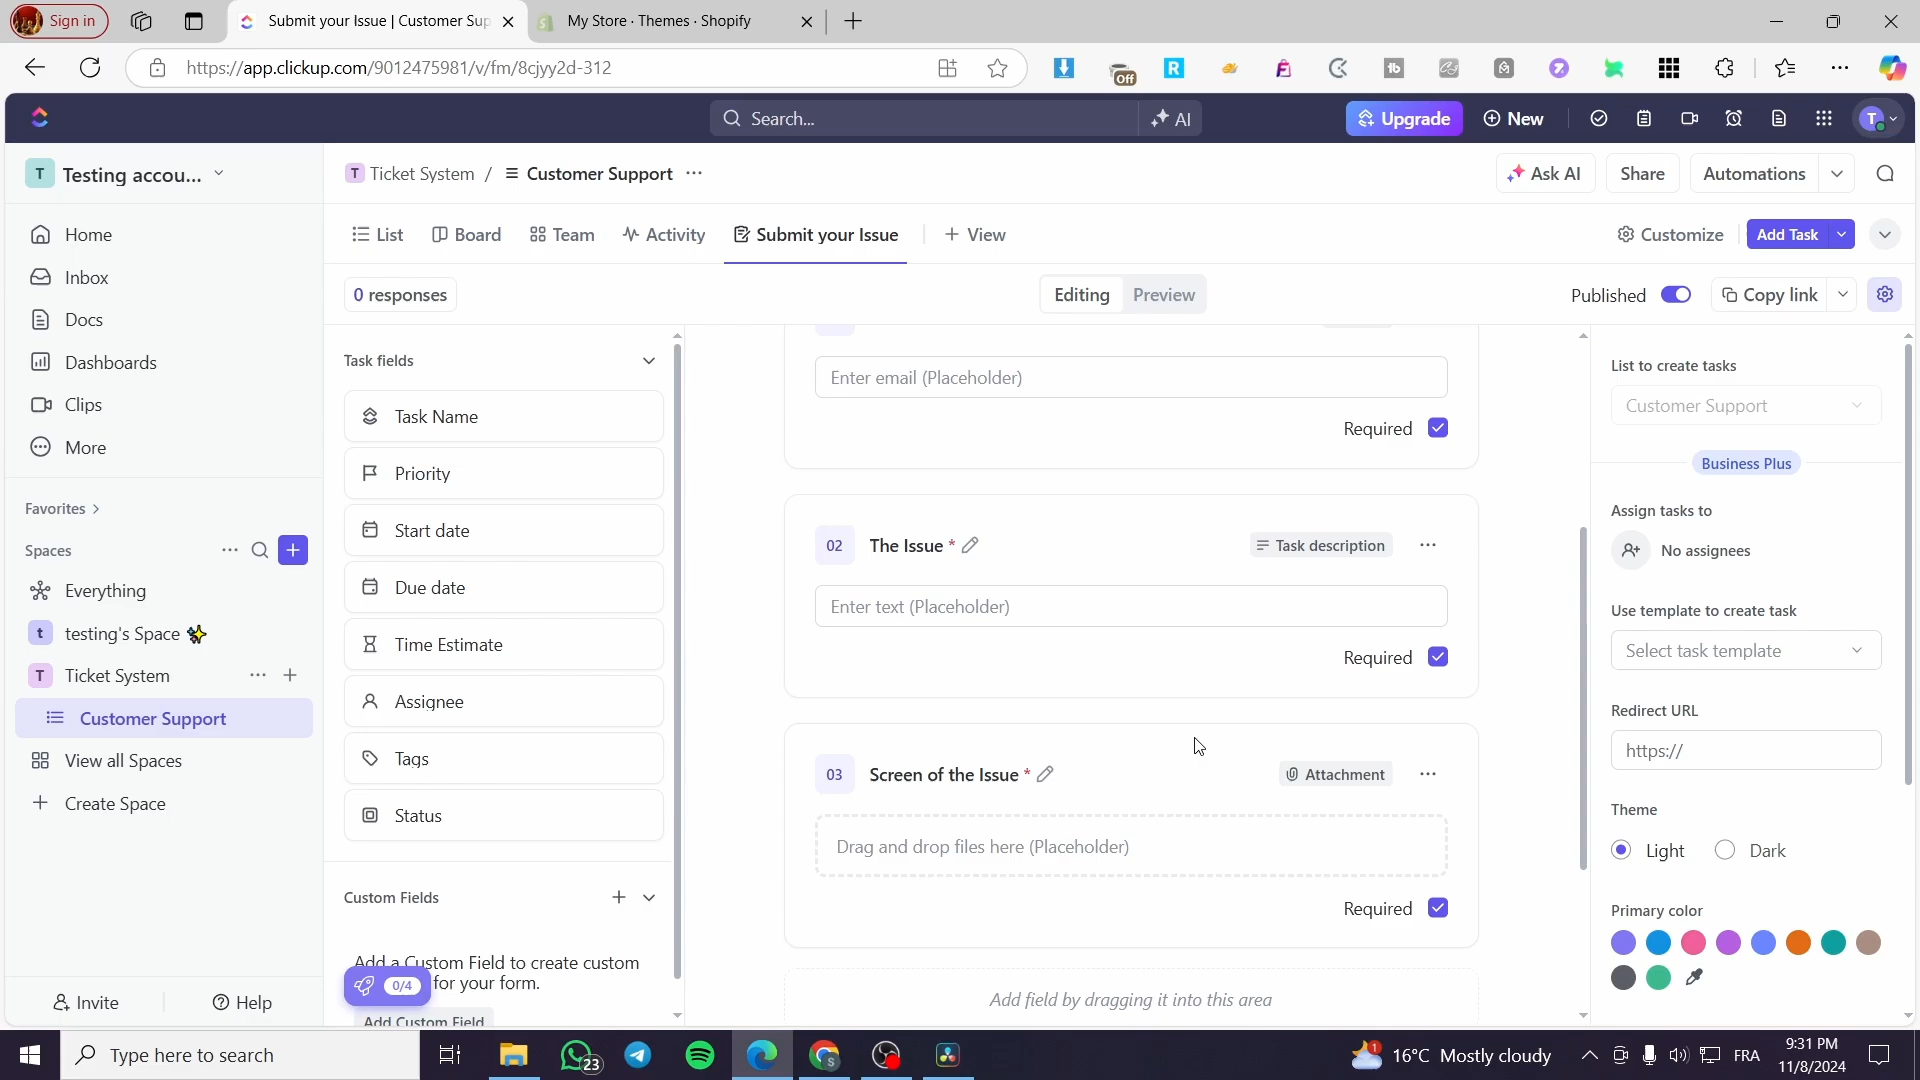 Sign in
Submit your Issue | Customer Sup
My Store · Themes · Shopify
https://app.clickup.com/9012475981/v/fm/8cjyy2d-312
Off
Search...
AI
Upgrade
New
T
T
Testing accou...
Ticket System / Customer Support
Ask AI
Share
Automations
Home
List
Board
Team
Activity
Submit your Issue
View
Customize
Add Task
Inbox
0 responses
Editing
Preview
Published
Copy link
Docs
Dashboards
Clips
More
Favorites
Spaces
Everything
t
testing's Space
T
Ticket System
Customer Support
View all Spaces
Create Space
Invite
Help
Task fields
Task Name
Priority
Start date
Due date
Time Estimate
Assignee
Tags
Status
Custom Fields
Add a Custom Field to create custom
for your form.
0/4
Add Custom Field
Enter email (Placeholder)
Required
02
The Issue *
Task description
Enter text (Placeholder)
Required
03
Screen of the Issue *
Attachment
Drag and drop files here (Placeholder)
Required
Add field by dragging it into this area
List to create tasks
Customer Support
Business Plus
Assign tasks to
No assignees
Use template to create task
Select task template
Redirect URL
https://
Theme
Light
Dark
Primary color
Type here to search
23
1
16°C Mostly cloudy
FRA
9:31 PM
11/8/2024